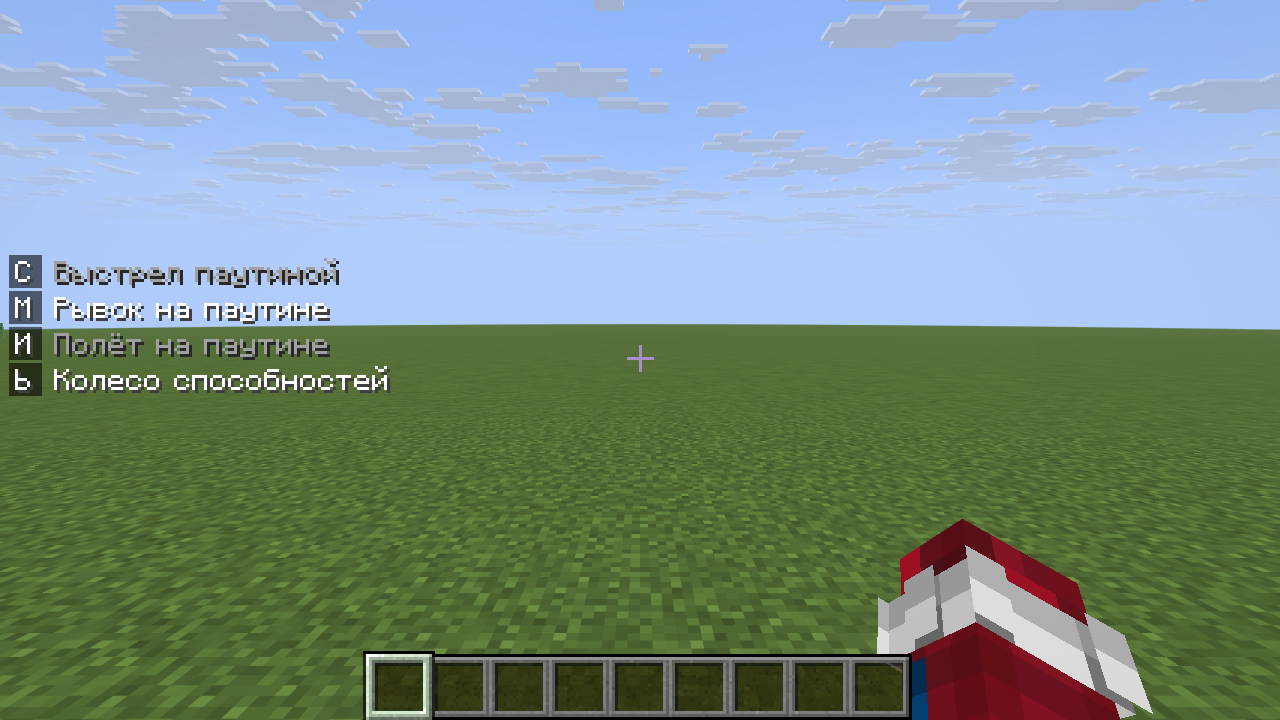 С Выстрел паутиной
М Рывок на паутине
И Полёт на паутине
Ь Колесо способностей